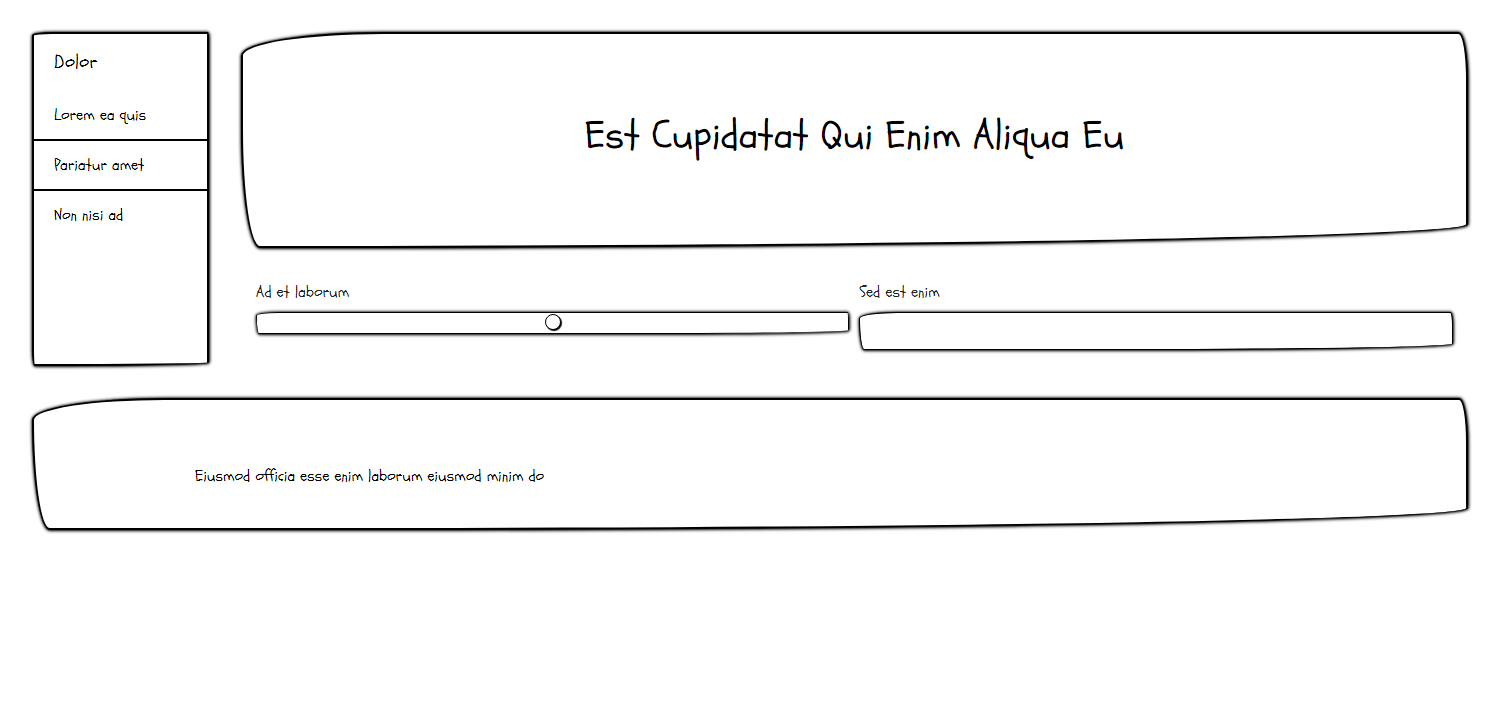 Dolor
Lorem ea quis
Pariatur amet
Non nisi ad
Est Cupidatat Qui Enim Aliqua Eu
Ad et laborum
Sed est enim
Eiusmod officia esse enim laborum eiusmod minim do